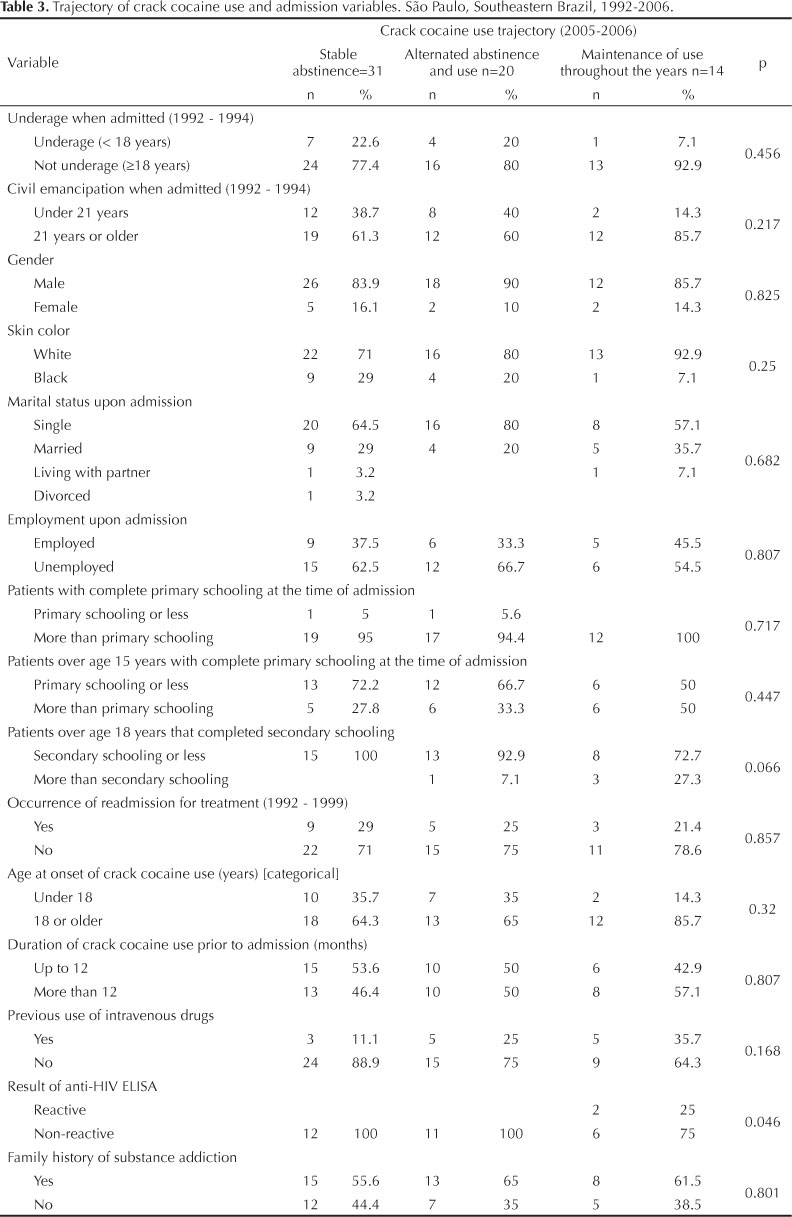 Table 3. Trajectory of crack cocaine use and admission variables. São Paulo, Southeastern Brazil, 1992-2006.
Crack cocaine use trajectory (2005-2006)
Variable Stable abstinence=31 Alternated abstinence and use n=20 Maintenance of use throughout the years n=14 p
n % n % n %
Underage when admitted (1992 - 1994) 0.456
Underage (< 18 years) 7 22.6 4 20 1 7.1
Not underage (≥18 years) 24 77.4 16 80 13 92.9
Civil emancipation when admitted (1992 - 1994) 0.217
Under 21 years 12 38.7 8 40 2 14.3
21 years or older 19 61.3 12 60 12 85.7
Gender 0.825
Male 26 83.9 18 90 12 85.7
Female 5 16.1 2 10 2 14.3
Skin color 0.25
White 22 71 16 80 13 92.9
Black 9 29 4 20 1 7.1
Marital status upon admission 0.682
Single 20 64.5 16 80 8 57.1
Married 9 29 4 20 5 35.7
Living with partner 1 3.2 1 7.1
Divorced 1 3.2
Employment upon admission 0.807
Employed 9 37.5 6 33.3 5 45.5
Unemployed 15 62.5 12 66.7 6 54.5
Patients with complete primary schooling at the time of admission 0.717
Primary schooling or less 1 5 1 5.6
More than primary schooling 19 95 17 94.4 12 100
Patients over age 15 years with complete primary schooling at the time of admission 0.447
Primary schooling or less 13 72.2 12 66.7 6 50
More than primary schooling 5 27.8 6 33.3 6 50
Patients over age 18 years that completed secondary schooling 0.066
Secondary schooling or less 15 100 13 92.9 8 72.7
More than secondary schooling 1 7.1 3 27.3
Occurrence of readmission for treatment (1992 - 1999) 0.857
Yes 9 29 5 25 3 21.4
No 22 71 15 75 11 78.6
Age at onset of crack cocaine use (years) [categorical] 0.32
Under 18 10 35.7 7 35 2 14.3
18 or older 18 64.3 13 65 12 85.7
Duration of crack cocaine use prior to admission (months) 0.807
Up to 12 15 53.6 10 50 6 42.9
More than 12 13 46.4 10 50 8 57.1
Previous use of intravenous drugs 0.168
Yes 3 11.1 5 25 5 35.7
No 24 88.9 15 75 9 64.3
Result of anti-HIV ELISA 0.046
Reactive 2 25
Non-reactive 12 100 11 100 6 75
Family history of substance addiction 0.801
Yes 15 55.6 13 65 8 61.5
No 12 44.4 7 35 5 38.5